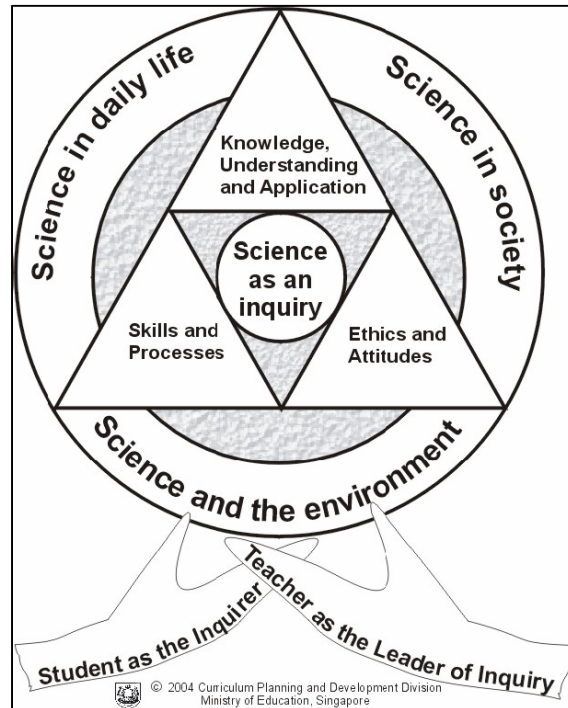 Science in daily life
Science in society
Knowledge,
Understanding
and Application
Science
as an
inquiry
Skills and
Processes
Ethics and
Attitudes
Science and the environment
Student as the Inquirer
Teacher as the Leader of Inquiry
© 2004 Curriculum Planning and Development Division
Ministry of Education, Singapore